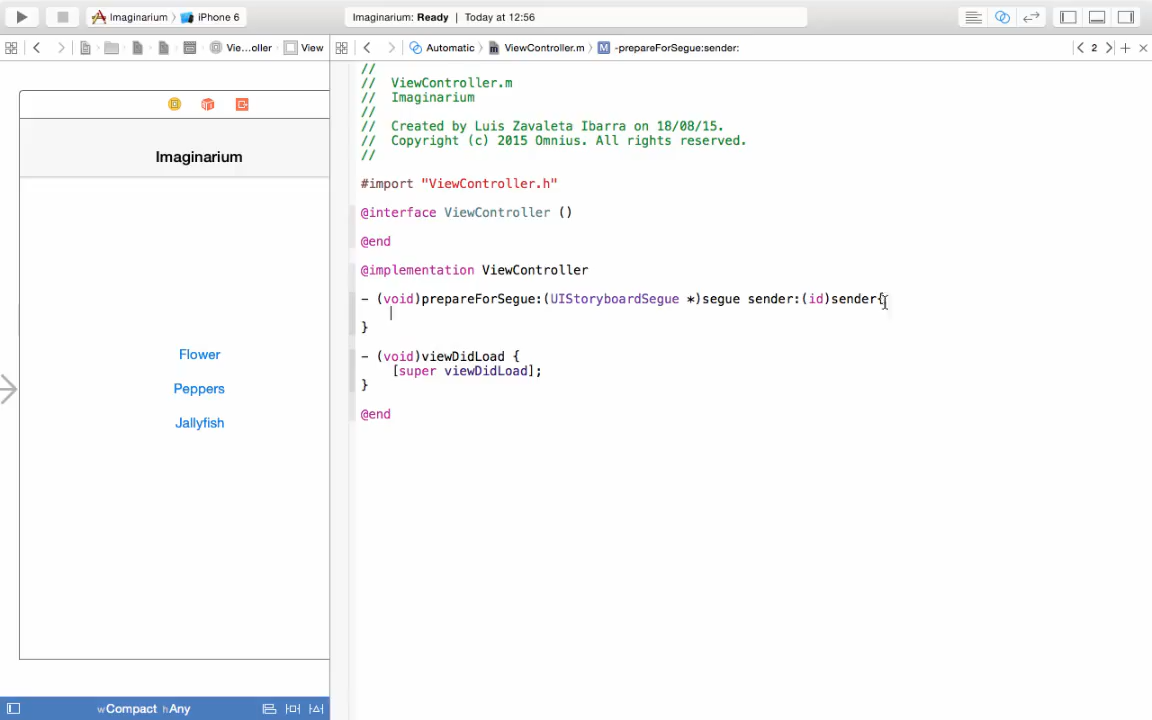 Imaginarium
iPhone 6
Imaginarium: Ready | Today at 12:56
Vie...oller
View
Automatic
ViewController.m
M
-prepareForSegue:sender:
2
Imaginarium
Flower
Peppers
Jallyfish
wCompact hAny
//
// ViewController.m
// Imaginarium
//
// Created by Luis Zavaleta Ibarra on 18/08/15.
// Copyright (c) 2015 Omnius. All rights reserved.
//
#import "ViewController.h"
@interface ViewController ()
@end
@implementation ViewController
- (void)prepareForSegue:(UIStoryboardSegue *)segue sender:(id)sender{
}
- (void)viewDidLoad {
[super viewDidLoad];
}
@end